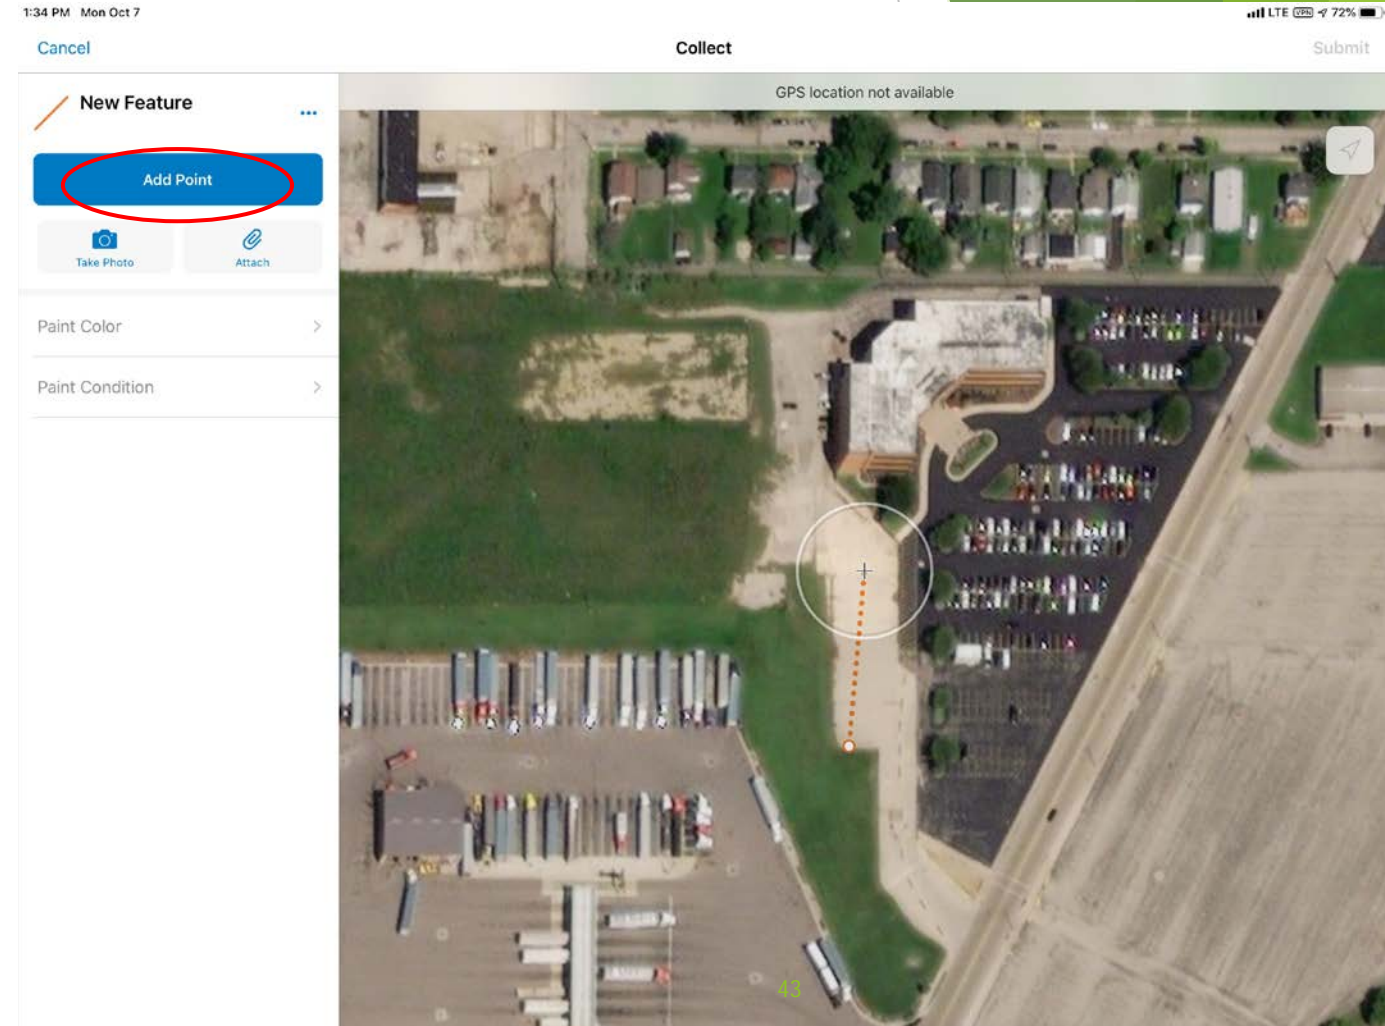 1:34 PM Mon Oct 7
LTE VPN 72%
Cancel
Collect
Submit
New Feature
GPS location not available
Add Point
Take Photo
Attach
Paint Color
Paint Condition
43